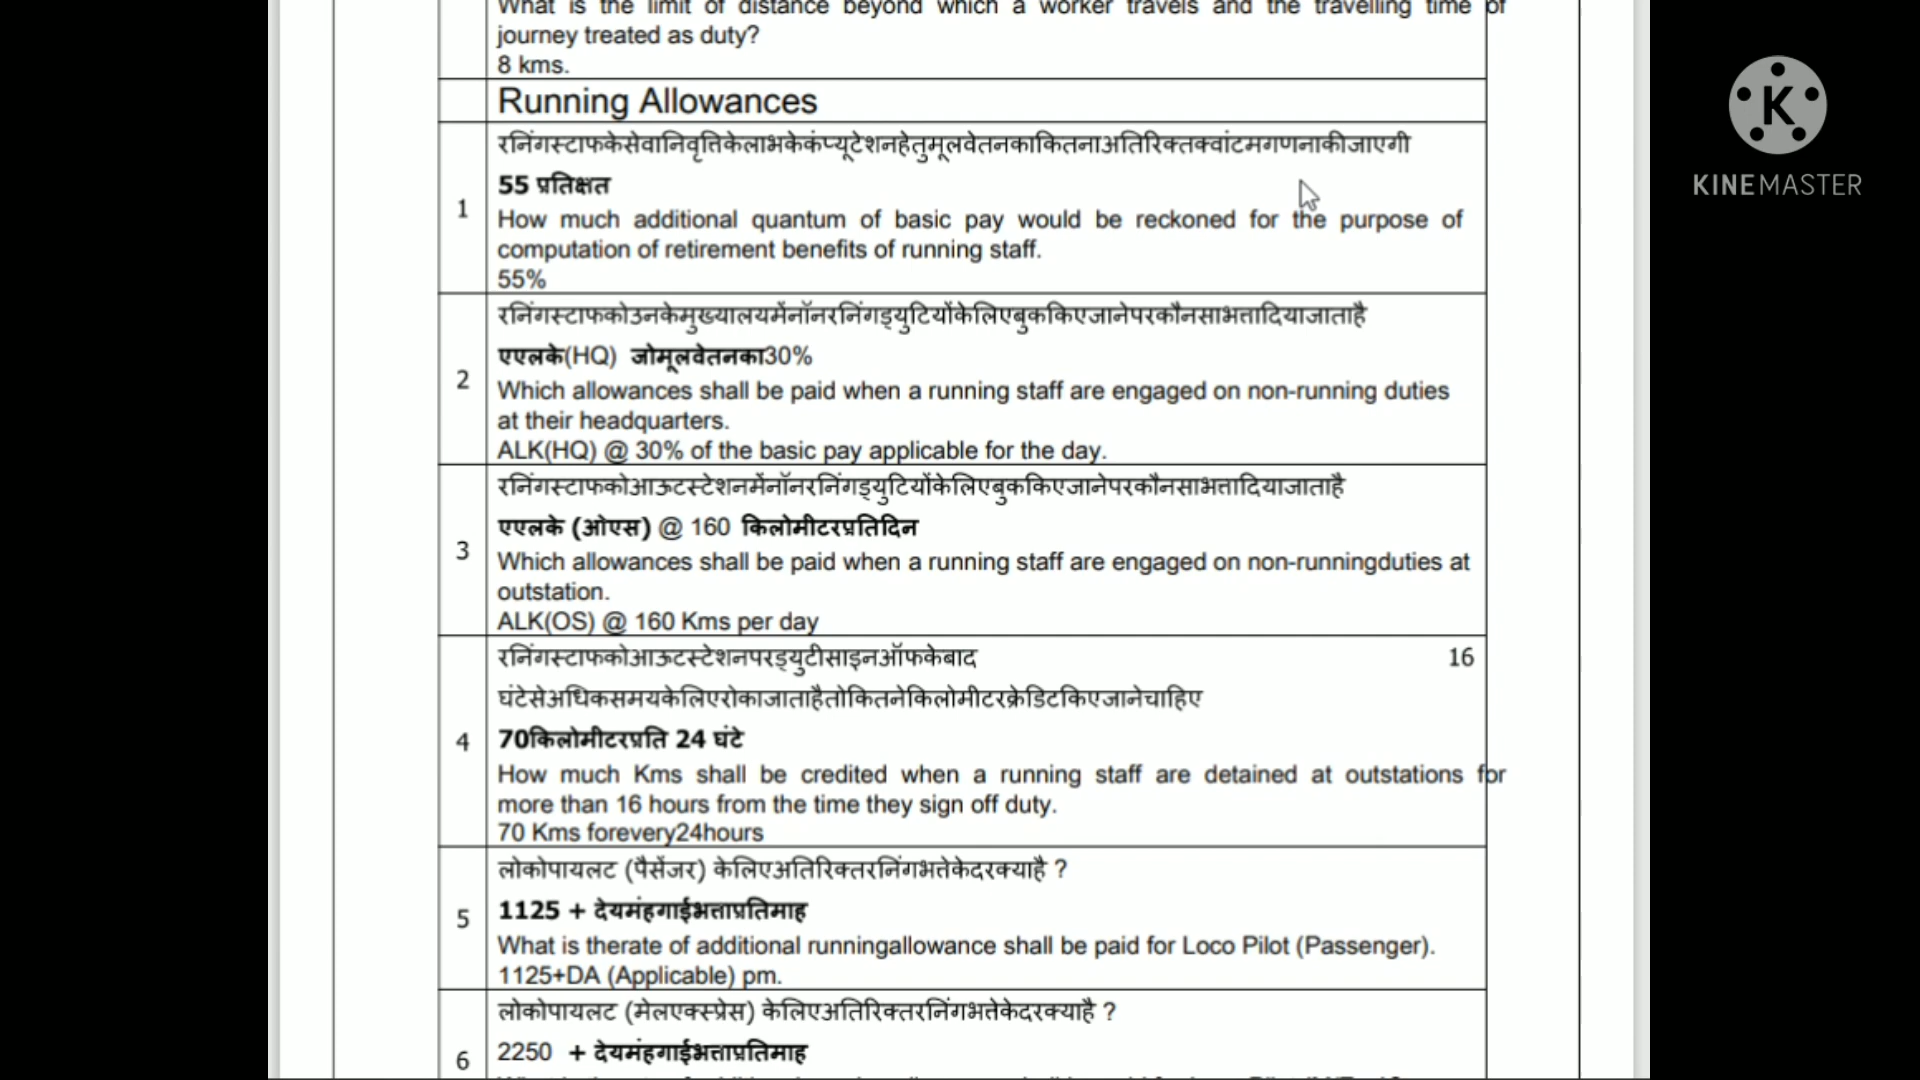 What is the limit of distance beyond which a worker travels and the travelling time of
journey treated as duty?
8 kms.
Running Allowances
1
रनिंगस्टाफकेसेवानिवृत्तिकेलाभकेकंप्यूटेशनहेतुमूलवेतनकाकितनाअतिरिक्तक्वांटमगणनाकीजाएगी
55 प्रतिक्षत
How much additional quantum of basic pay would be reckoned for the purpose of
computation of retirement benefits of running staff.
55%
2
रनिंगस्टाफकोउनकेमुख्यालयमेंनॉनरनिंगड्युटियोंकेलिएबुककिएजानेपरकौनसाभत्तादियाजाताहै
एएलके(HQ) जोमूलवेतनका30%
Which allowances shall be paid when a running staff are engaged on non-running duties
at their headquarters.
ALK(HQ) @ 30% of the basic pay applicable for the day.
3
रनिंगस्टाफकोआऊटस्टेशनमेंनॉनरनिंगड्युटियोंकेलिएबुककिएजानेपरकौनसाभत्तादियाजाताहै
एएलके (ओएस) @ 160 किलोमीटरप्रतिदिन
Which allowances shall be paid when a running staff are engaged on non-runningduties at
outstation.
ALK(OS) @ 160 Kms per day
4
रनिंगस्टाफकोआऊटस्टेशनपरड्युटीसाइनऑफकेबाद 16
घंटेसेअधिकसमयकेलिएरोकाजाताहैतोकितनेकिलोमीटरक्रेडिटकिएजानेचाहिए
70किलोमीटरप्रति 24 घंटे
How much Kms shall be credited when a running staff are detained at outstations for
more than 16 hours from the time they sign off duty.
70 Kms forevery24hours
5
लोकोपायलट (पैसेंजर) केलिएअतिरिक्तरनिंगभत्तेकेदरक्याहै ?
1125 + देयमंहगाईभत्ताप्रतिमाह
What is therate of additional runningallowance shall be paid for Loco Pilot (Passenger).
1125+DA (Applicable) pm.
6
लोकोपायलट (मेलएक्स्प्रेस) केलिएअतिरिक्तरनिंगभत्तेकेदरक्याहै ?
2250 + देयमंहगाईभत्ताप्रतिमाह
K
KINEMASTER